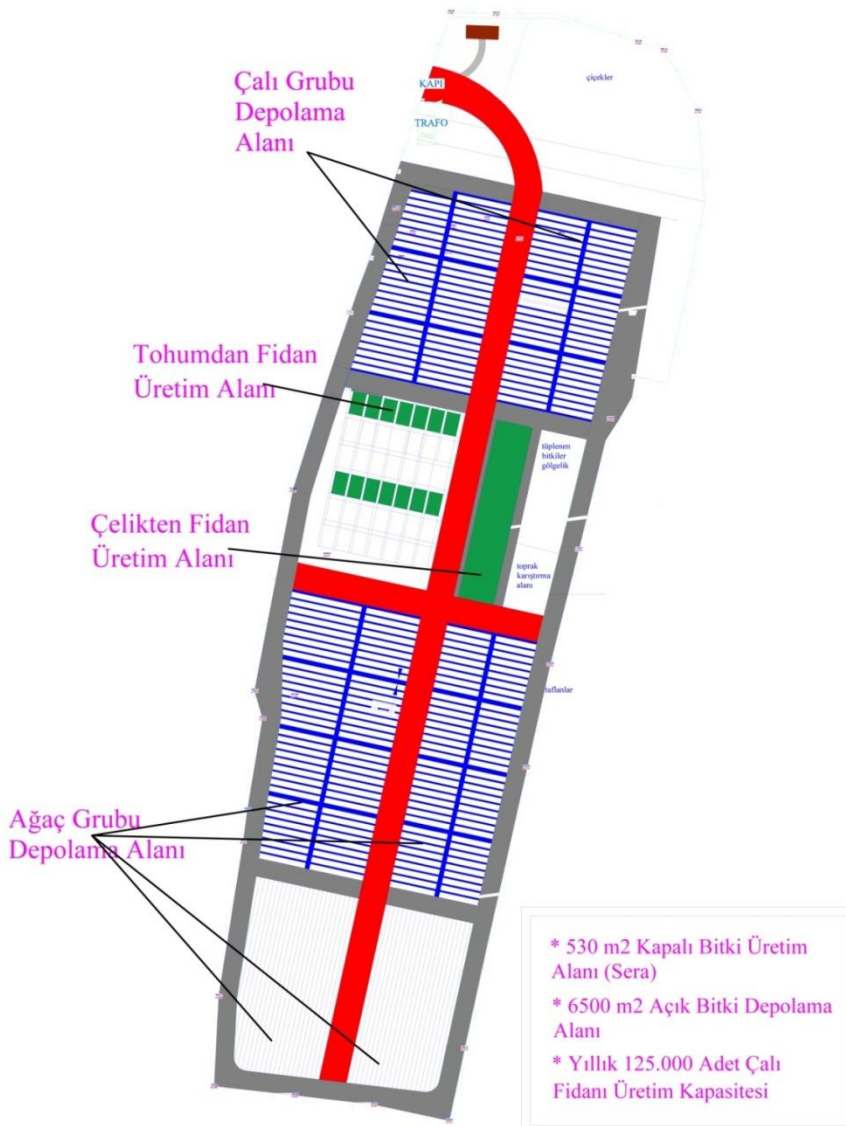 çiçekler
KAPI
Çalı Grubu
Depolama
Alanı
TRAFO
Tohumdan Fidan
Üretim Alanı
tüplenen
bitkiler
gölgelik
Çelikten Fidan
Üretim Alanı
toprak
karıştırma
alanı
taflanlar
Ağaç Grubu
Depolama Alanı
* 530 m2 Kapalı Bitki Üretim
Alanı (Sera)
* 6500 m2 Açık Bitki Depolama
Alanı
* Yıllık 125.000 Adet Çalı
Fidanı Üretim Kapasitesi